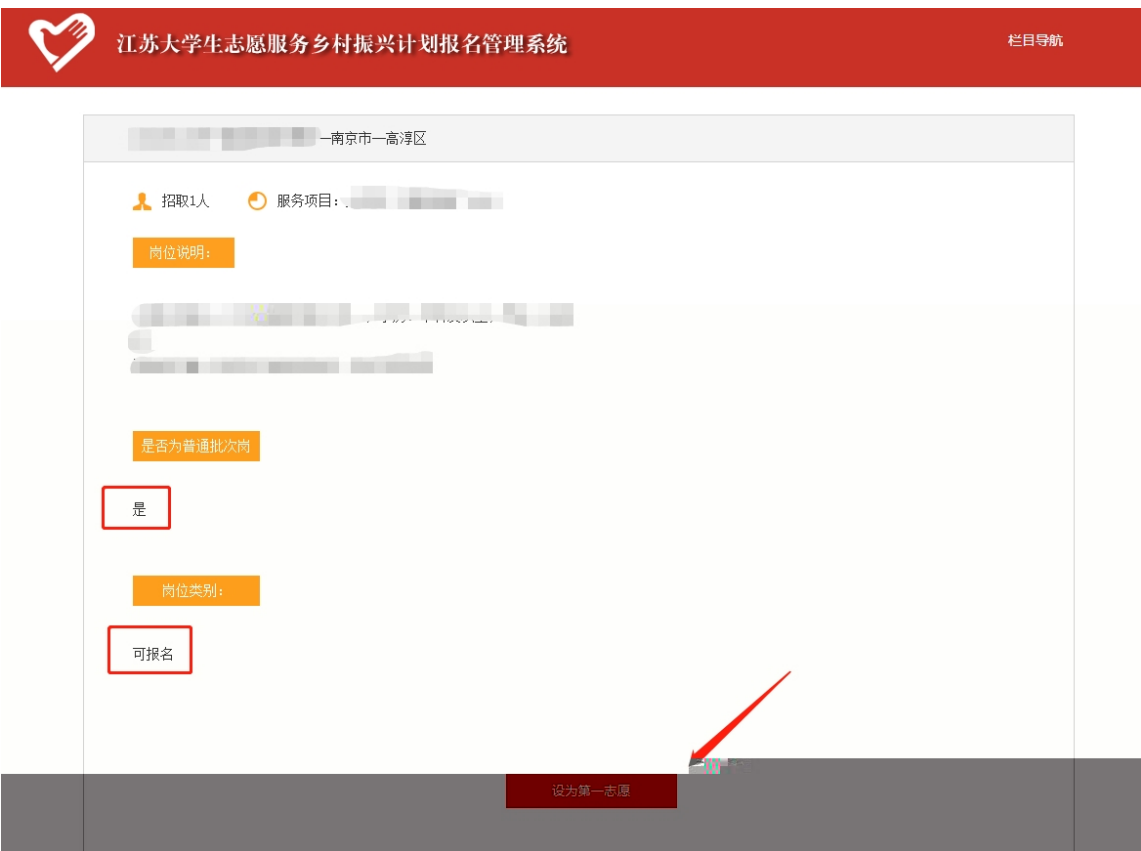 江苏大学生志愿服务乡村振兴计划报名管理系统
栏目导航
—南京市—高淳区
招取1人 服务项目：
岗位说明：
是否为普通批次岗
是
岗位类别：
可报名
设为第一志愿